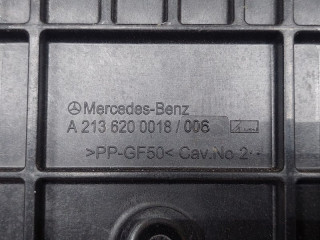 Mercedes-Benz
A 213 620 0018 / 006
>PP-GF50< Cav.No 2